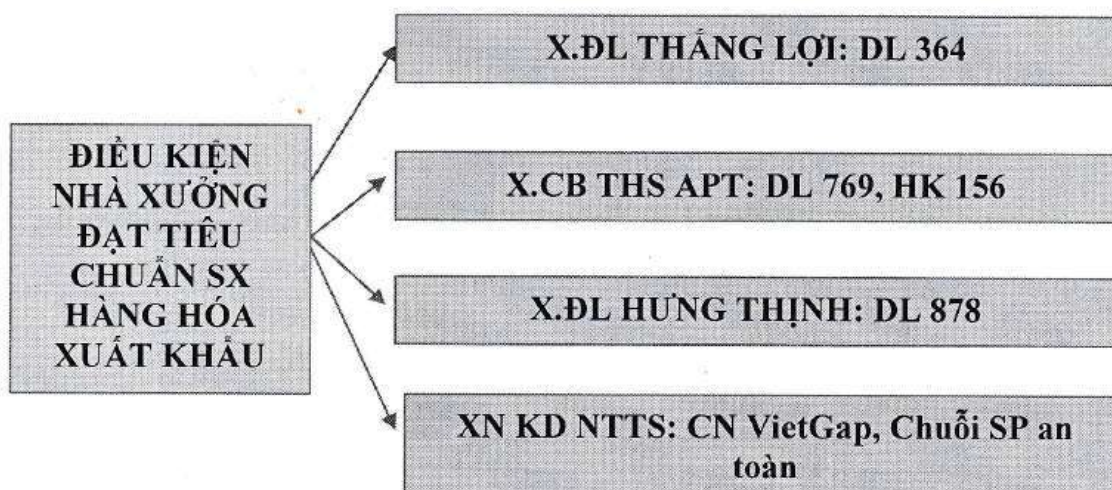 ĐIỀU KIỆN
NHÀ XƯỞNG
ĐẠT TIÊU
CHUẨN SX
HÀNG HÓA
XUẤT KHẨU
X.ĐL THẮNG LỢI: DL 364
X.CB THS APT: DL 769, HK 156
X.ĐL HƯNG THỊNH: DL 878
XN KD NTTS: CN VietGap, Chuỗi SP an
toàn